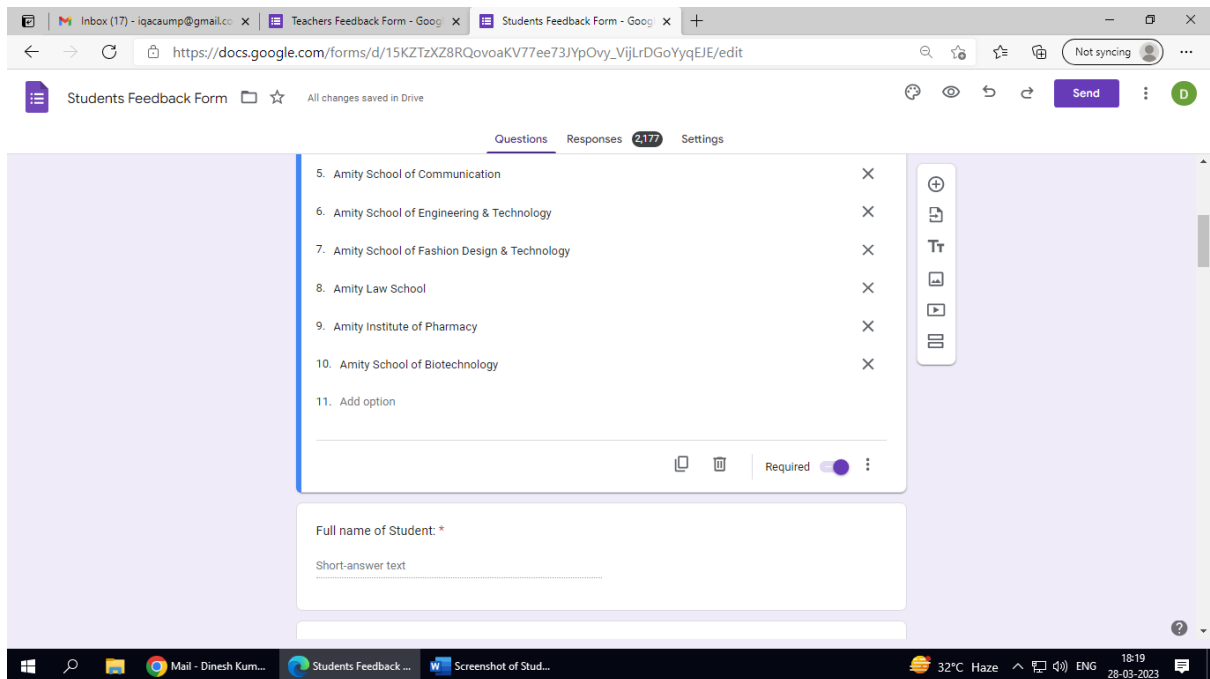 Inbox (17) - iqacaump@gmail.co
Teachers Feedback Form - Googl
Students Feedback Form - Googl
https://docs.google.com/forms/d/15KZTzXZ8RQovoaKV77ee73JYpOvy_VijLrDGoYyqEJE/edit
Not syncing
Students Feedback Form
All changes saved in Drive
Send
D
Questions Responses 2,177 Settings
5. Amity School of Communication
6. Amity School of Engineering & Technology
7. Amity School of Fashion Design & Technology
8. Amity Law School
9. Amity Institute of Pharmacy
10. Amity School of Biotechnology
11. Add option
Required
Full name of Student: *
Short-answer text
Mail - Dinesh Kum...
Students Feedback ...
Screenshot of Stud...
32°C Haze
ENG
18:19
28-03-2023